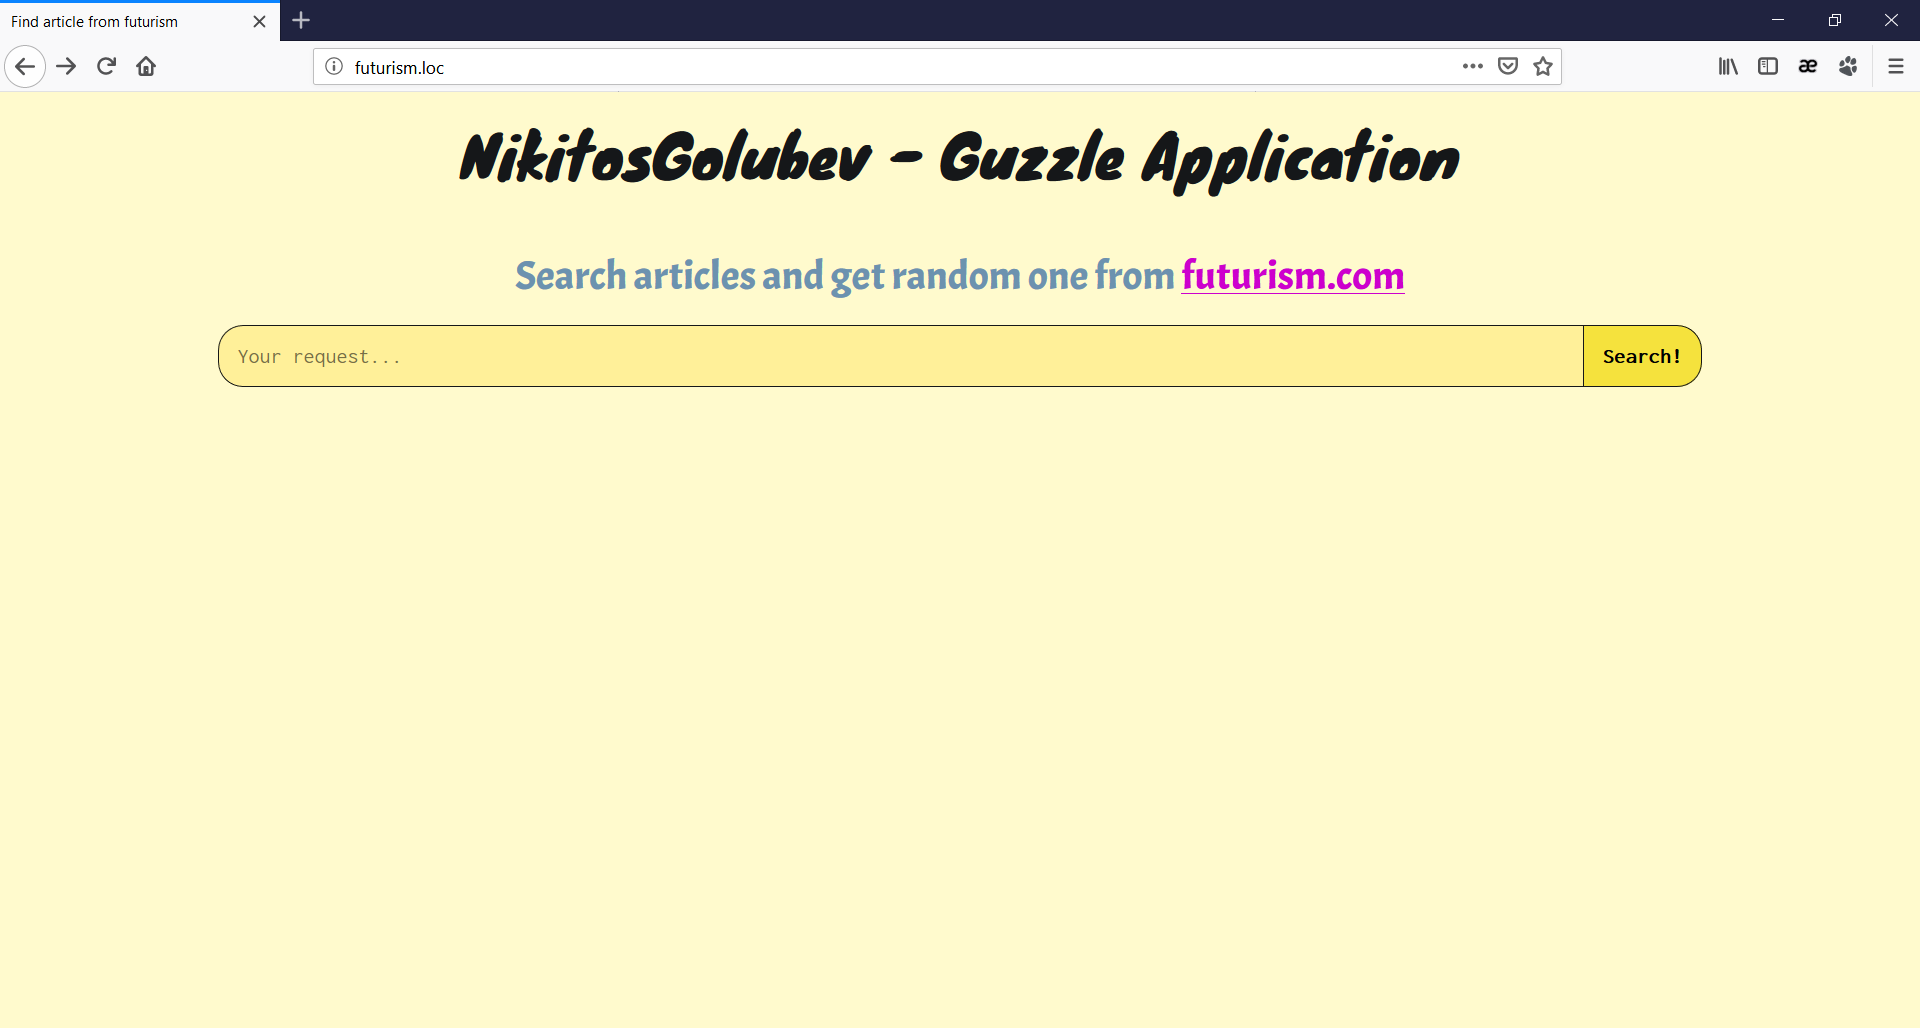 Find article from futurism
futurism.loc
NikitosGolubev - Guzzle Application
Search articles and get random one from futurism.com
Your request...
Search!